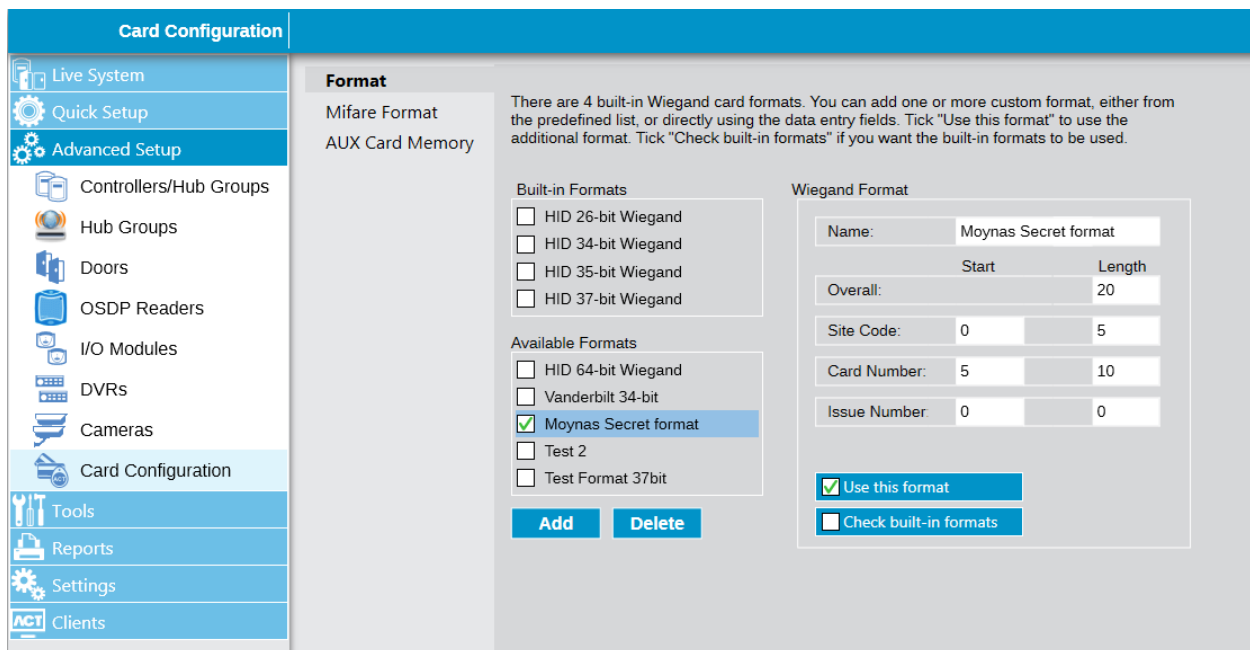 Card Configuration
Live System
Quick Setup
Advanced Setup
Controllers/Hub Groups
Hub Groups
Doors
OSDP Readers
I/O Modules
DVRs
Cameras
Card Configuration
ACT
Tools
Reports
Settings
ACT
Clients
Format
Mifare Format
AUX Card Memory
There are 4 built-in Wiegand card formats. You can add one or more custom format, either from
the predefined list, or directly using the data entry fields. Tick "Use this format" to use the
additional format. Tick "Check built-in formats" if you want the built-in formats to be used.
Built-in Formats
HID 26-bit Wiegand
HID 34-bit Wiegand
HID 35-bit Wiegand
HID 37-bit Wiegand
Available Formats
HID 64-bit Wiegand
Vanderbilt 34-bit
Moynas Secret format
Test 2
Test Format 37bit
Add Delete
Wiegand Format
Name: Moynas Secret format
Start Length
Overall: 20
Site Code: 0 5
Card Number: 5 10
Issue Number: 0 0
Use this format
Check built-in formats